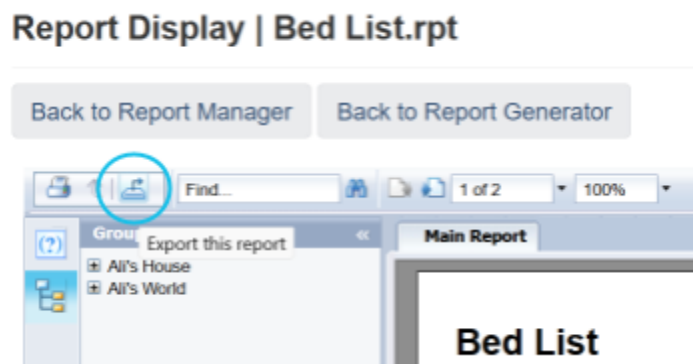 Report Display | Bed List.rpt
Back to Report Manager Back to Report Generator
Find... 1 of 2 100%
(?) Export this report « Main Report
Ali's House
Ali's World
Bed List